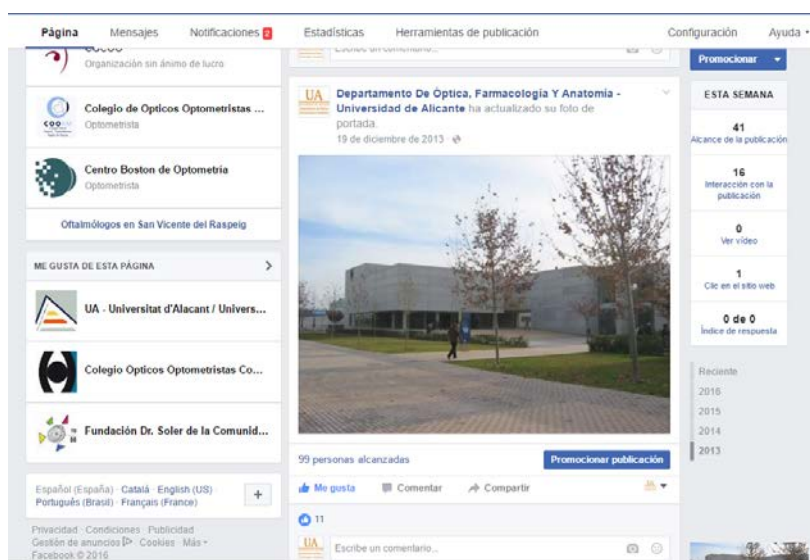 Página Mensajes Notificaciones 2 Estadísticas Herramientas de publicación Configuración Ayuda
Organización sin ánimo de lucro
Colegio de Opticos Optometristas ...
Optometrista
Centro Boston de Optometria
Optometrista
Oftalmólogos en San Vicente del Raspeig
ME GUSTA DE ESTA PÁGINA
UA - Universitat d'Alacant / Univers...
Colegio Opticos Optometristas Co...
Fundación Dr. Soler de la Comunid...
Español (España) · Català · English (US) ·
Português (Brasil) · Français (France)
+
Privacidad · Condiciones · Publicidad
Gestión de anuncios · Cookies · Más
Facebook © 2016
Escribe un comentario...
UA
Departamento De Óptica, Farmacología Y Anatomía -
Universidad de Alicante ha actualizado su foto de
portada.
19 de diciembre de 2013
99 personas alcanzadas
Promocionar publicación
Me gusta Comentar Compartir
11
UA
Escribe un comentario...
Promocionar
ESTA SEMANA
41
Alcance de la publicación
16
Interacción con la
publicación
0
Ver vídeo
1
Clic en el sitio web
0 de 0
Índice de respuesta
Reciente
2016
2015
2014
2013